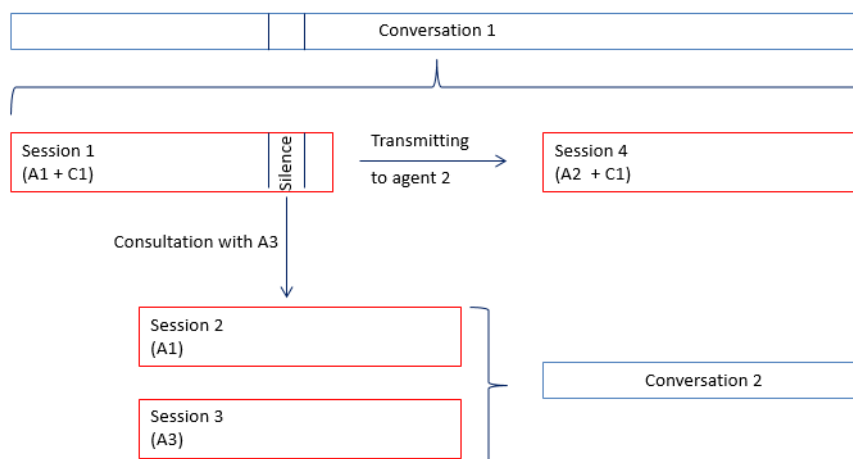 Conversation 1
Session 1
(A1 + C1)
Silence
Transmitting
to agent 2
Session 4
(A2 + C1)
Consultation with A3
Session 2
(A1)
Conversation 2
Session 3
(A3)